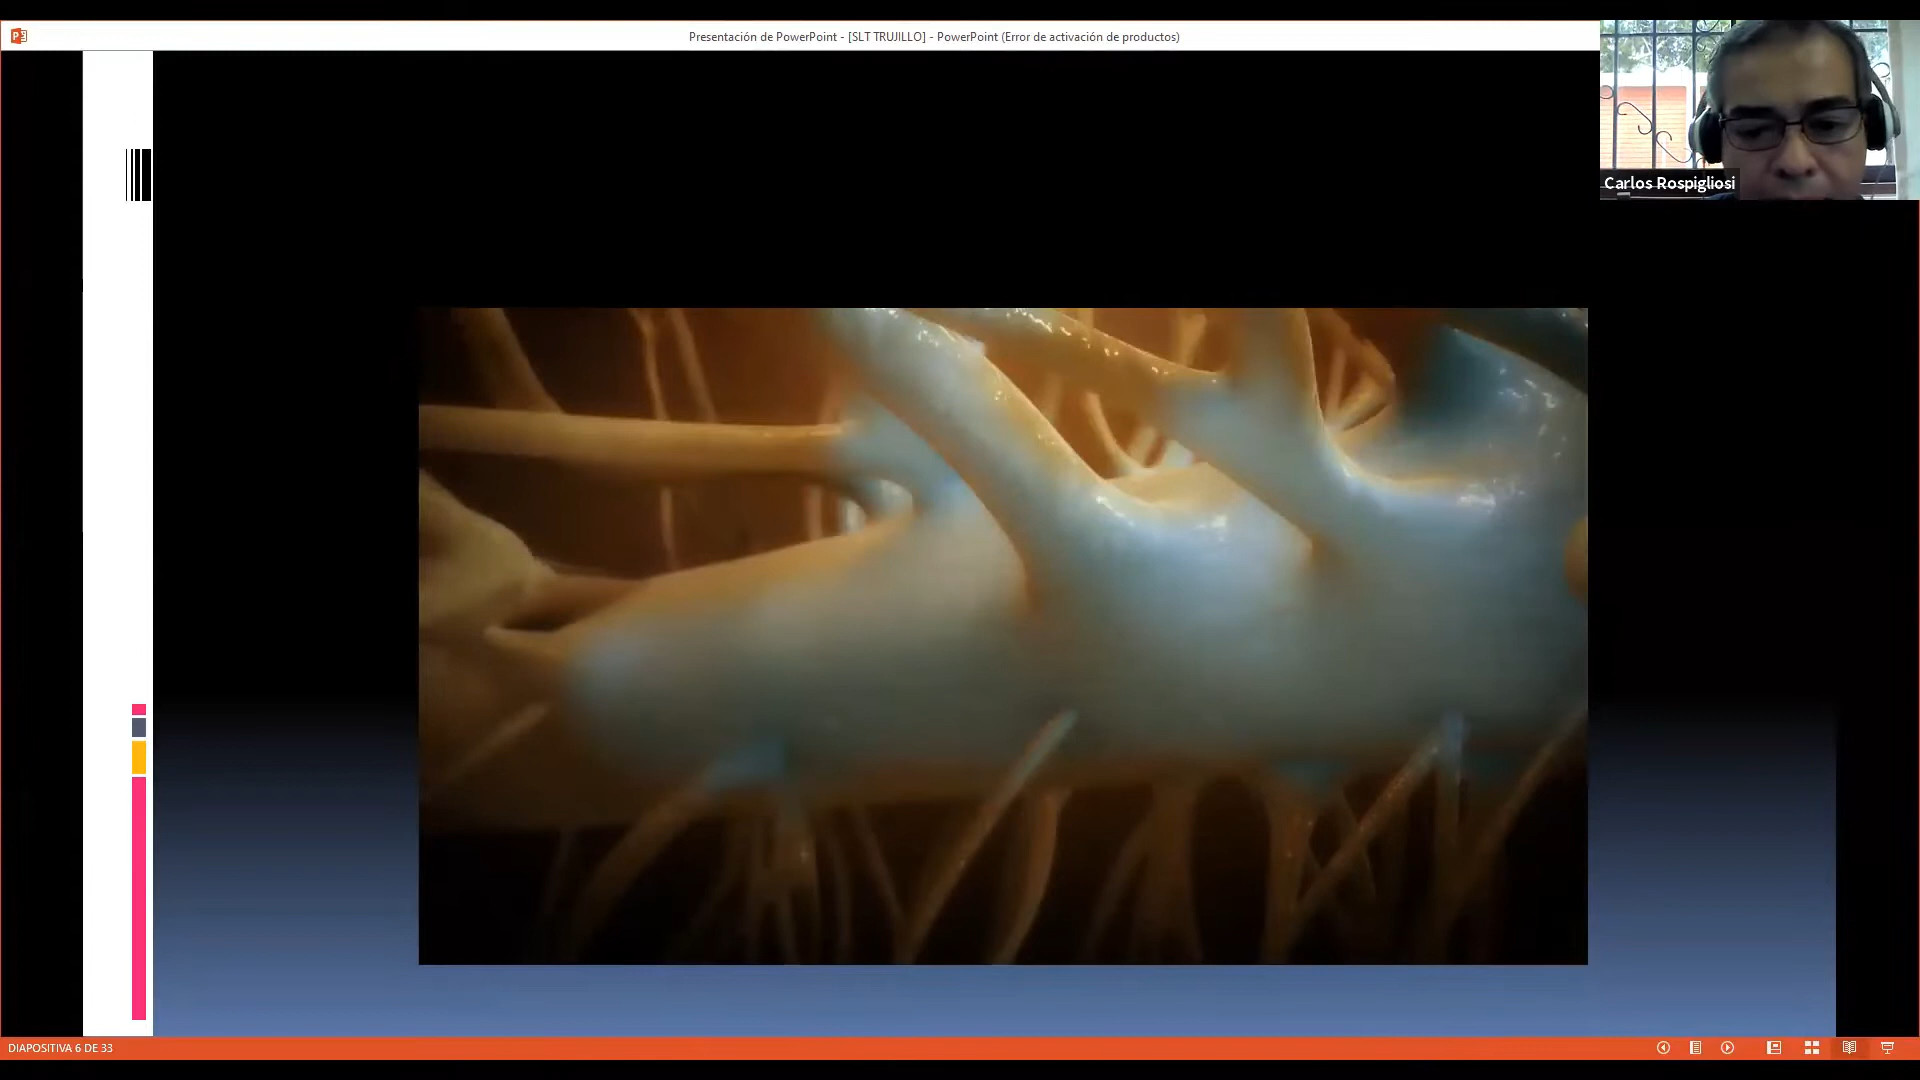 Presentación de PowerPoint - [SLT TRUJILLO] - PowerPoint (Error de activación de productos)
Carlos Rospigliosi
DIAPOSITIVA 6 DE 33